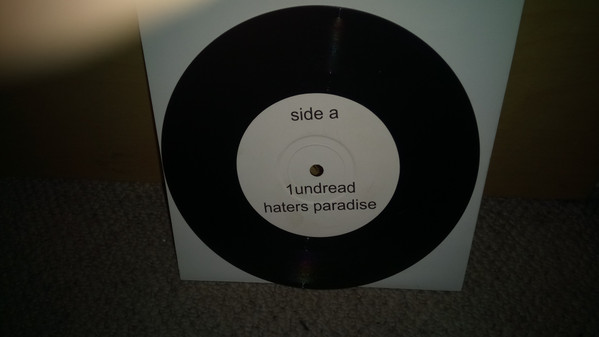 side a
1undread
haters paradise